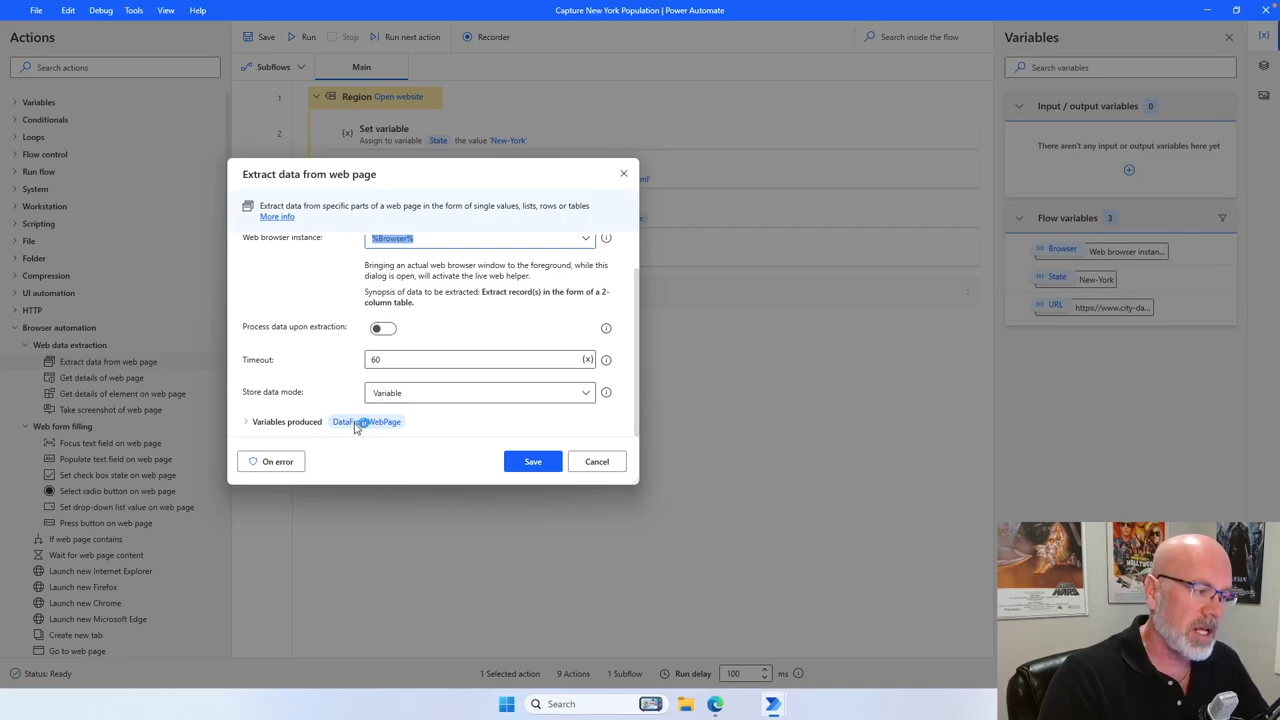 File Edit Debug Tools View Help
Capture New York Population | Power Automate
Actions
Search actions
Variables
Conditionals
Loops
Flow control
Run flow
System
Workstation
Scripting
File
Folder
Compression
UI automation
HTTP
Browser automation
Web data extraction
Extract data from web page
Get details of web page
Get details of element on web page
Take screenshot of web page
Web form filling
Focus text field on web page
Populate text field on web page
Set check box state on web page
Select radio button on web page
Set drop-down list value on web page
Press button on web page
If web page contains
Wait for web page content
Launch new Internet Explorer
Launch new Firefox
Launch new Chrome
Launch new Microsoft Edge
Create new tab
Go to web page
Save Run Stop Run next action Recorder
Search inside the flow
Subflows Main
1 Region Open website
2 Set variable
Assign to variable State the value 'New-York'
Extract data from web page
Extract data from specific parts of a web page in the form of single values, lists, rows or tables
More info
Web browser instance: %Browser%
Bringing an actual web browser window to the foreground, while this
dialog is open, will activate the live web helper.
Synopsis of data to be extracted: Extract record(s) in the form of a 2-
column table.
Process data upon extraction:
Timeout: 60 {x}
Store data mode: Variable
Variables produced
On error Save Cancel
Variables
{x}
Search variables
Input / output variables 0
There aren't any input or output variables here yet
Flow variables 3
Browser Web browser instan...
State New-York
URL https://www.city-da...
Status: Ready
1 Selected action 9 Actions 1 Subflow Run delay 100 ms
Search